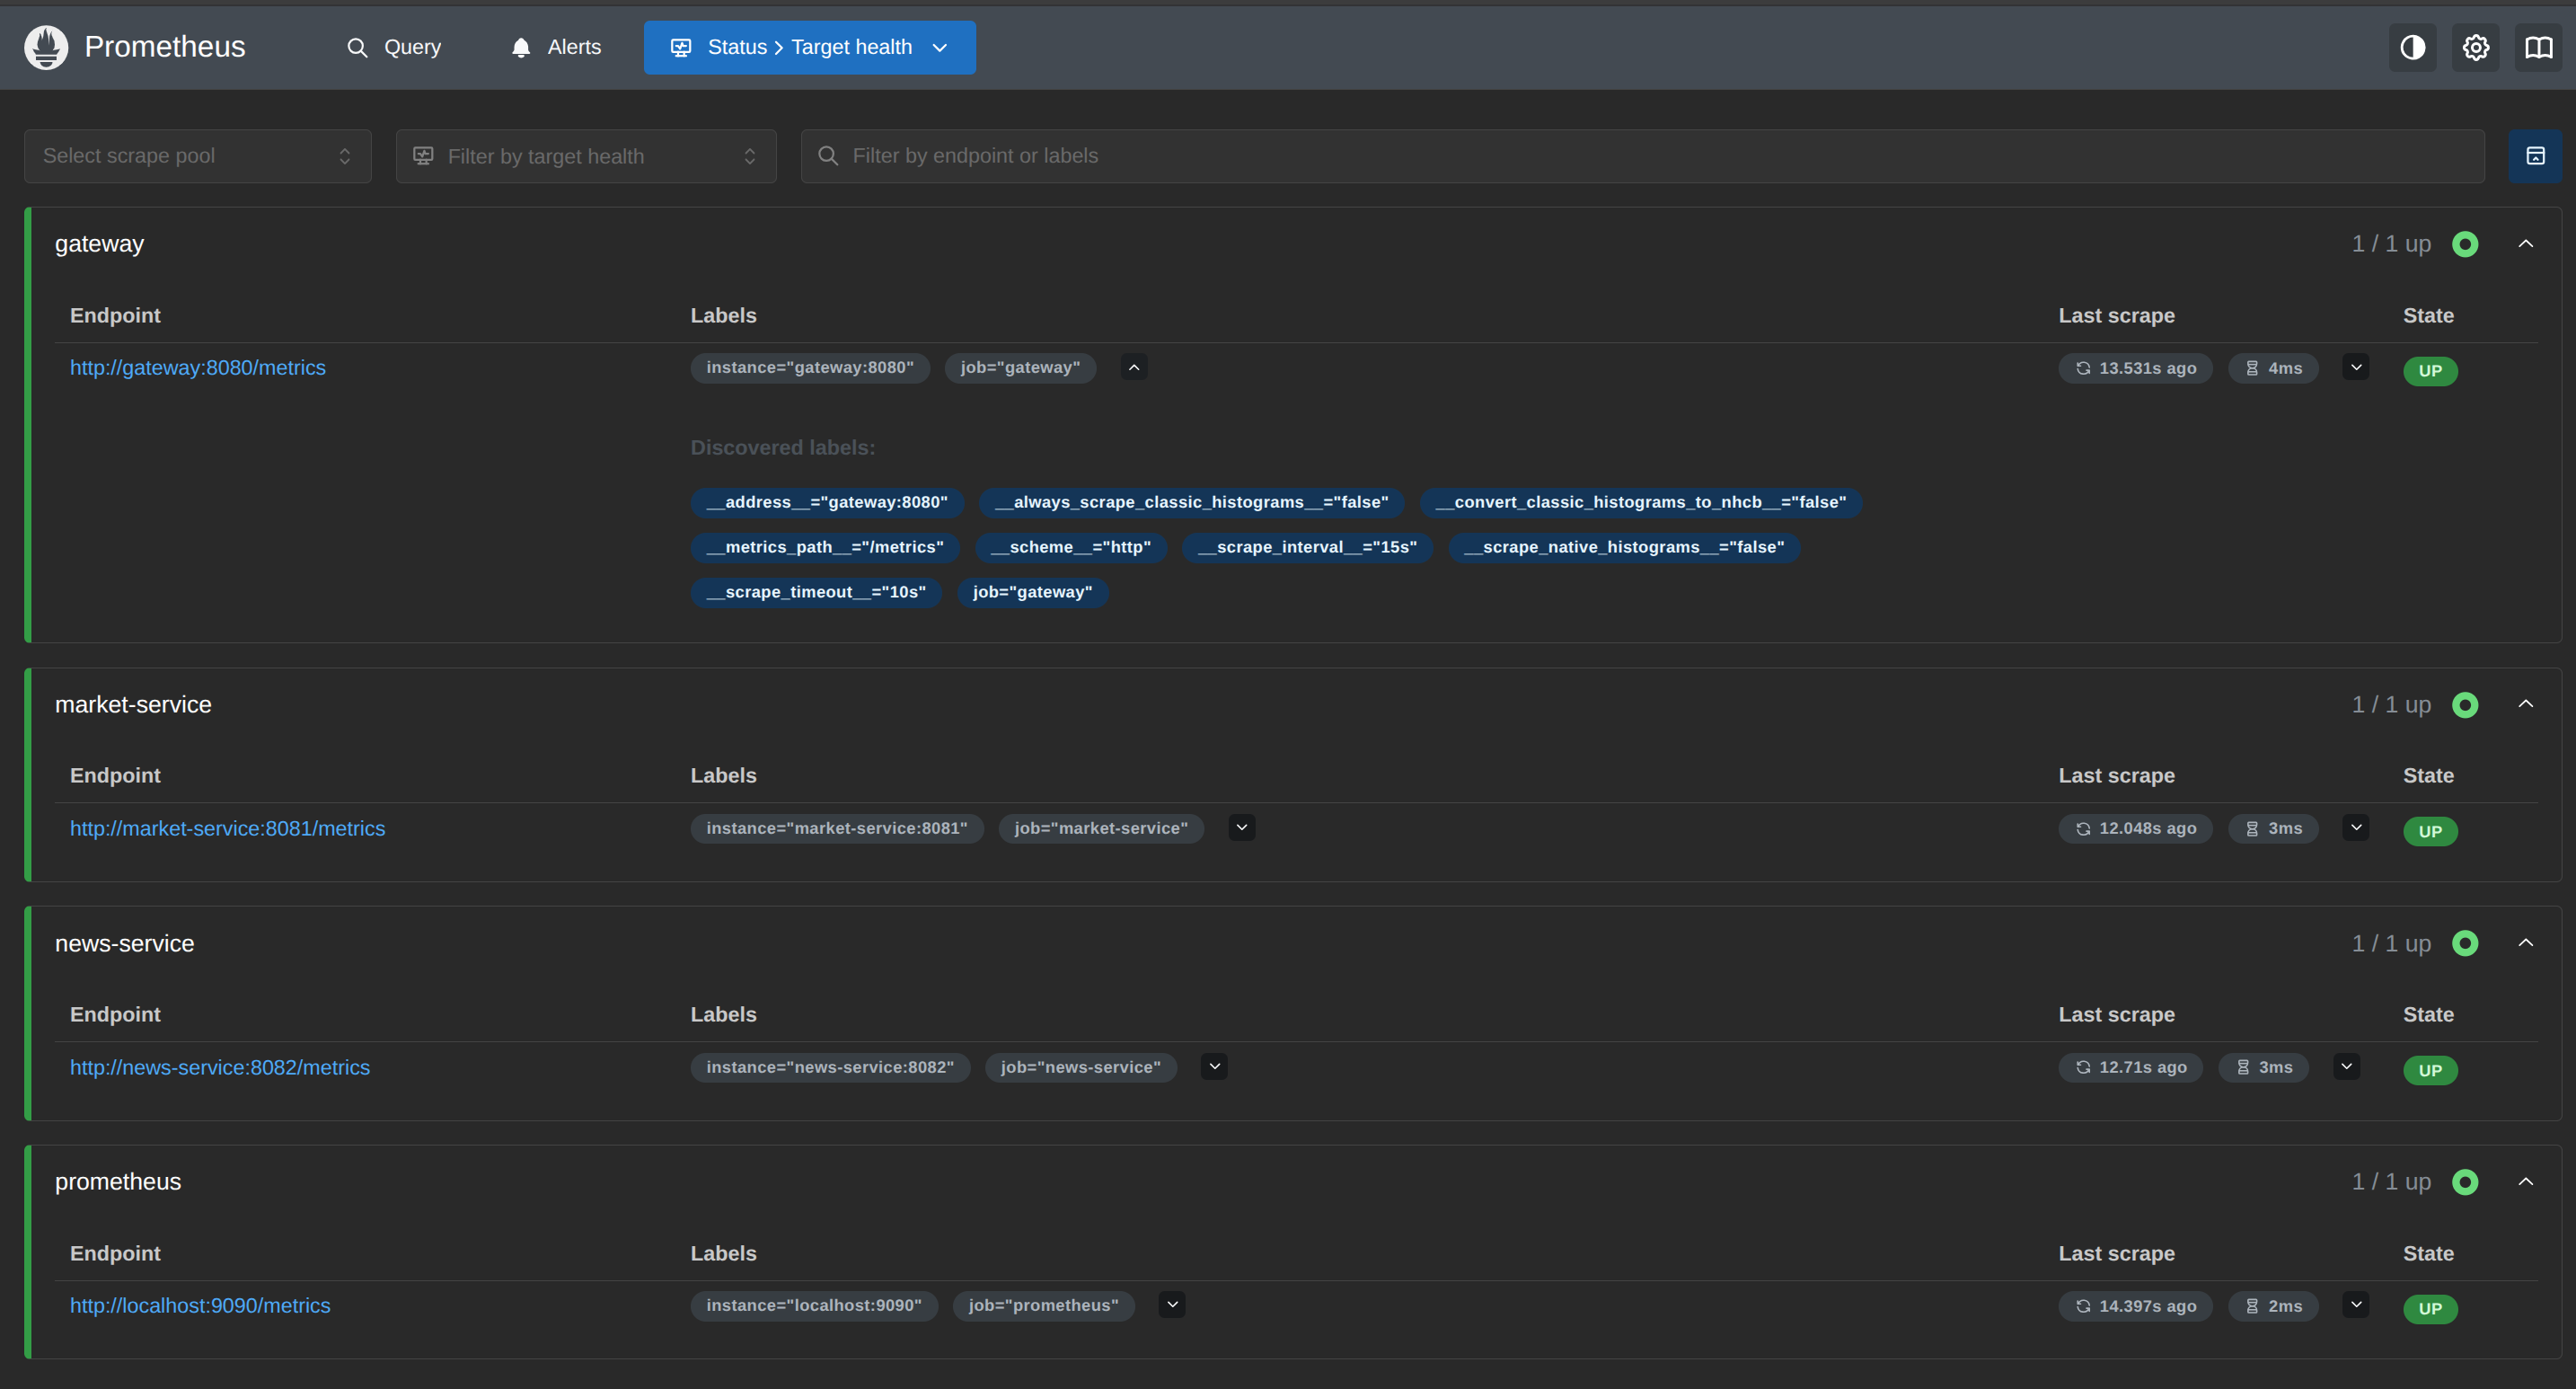 Prometheus Query Alerts Status > Target health
Select scrape pool Filter by target health Filter by endpoint or labels
gateway 1 / 1 up
Endpoint Labels Last scrape State
http://gateway:8080/metrics instance="gateway:8080" job="gateway" 13.531s ago 4ms UP
Discovered labels:
__address__="gateway:8080" __always_scrape_classic_histograms__="false" __convert_classic_histograms_to_nhcb__="false"
__metrics_path__="/metrics" __scheme__="http" __scrape_interval__="15s" __scrape_native_histograms__="false"
__scrape_timeout__="10s" job="gateway"
market-service 1 / 1 up
Endpoint Labels Last scrape State
http://market-service:8081/metrics instance="market-service:8081" job="market-service" 12.048s ago 3ms UP
news-service 1 / 1 up
Endpoint Labels Last scrape State
http://news-service:8082/metrics instance="news-service:8082" job="news-service" 12.71s ago 3ms UP
prometheus 1 / 1 up
Endpoint Labels Last scrape State
http://localhost:9090/metrics instance="localhost:9090" job="prometheus" 14.397s ago 2ms UP